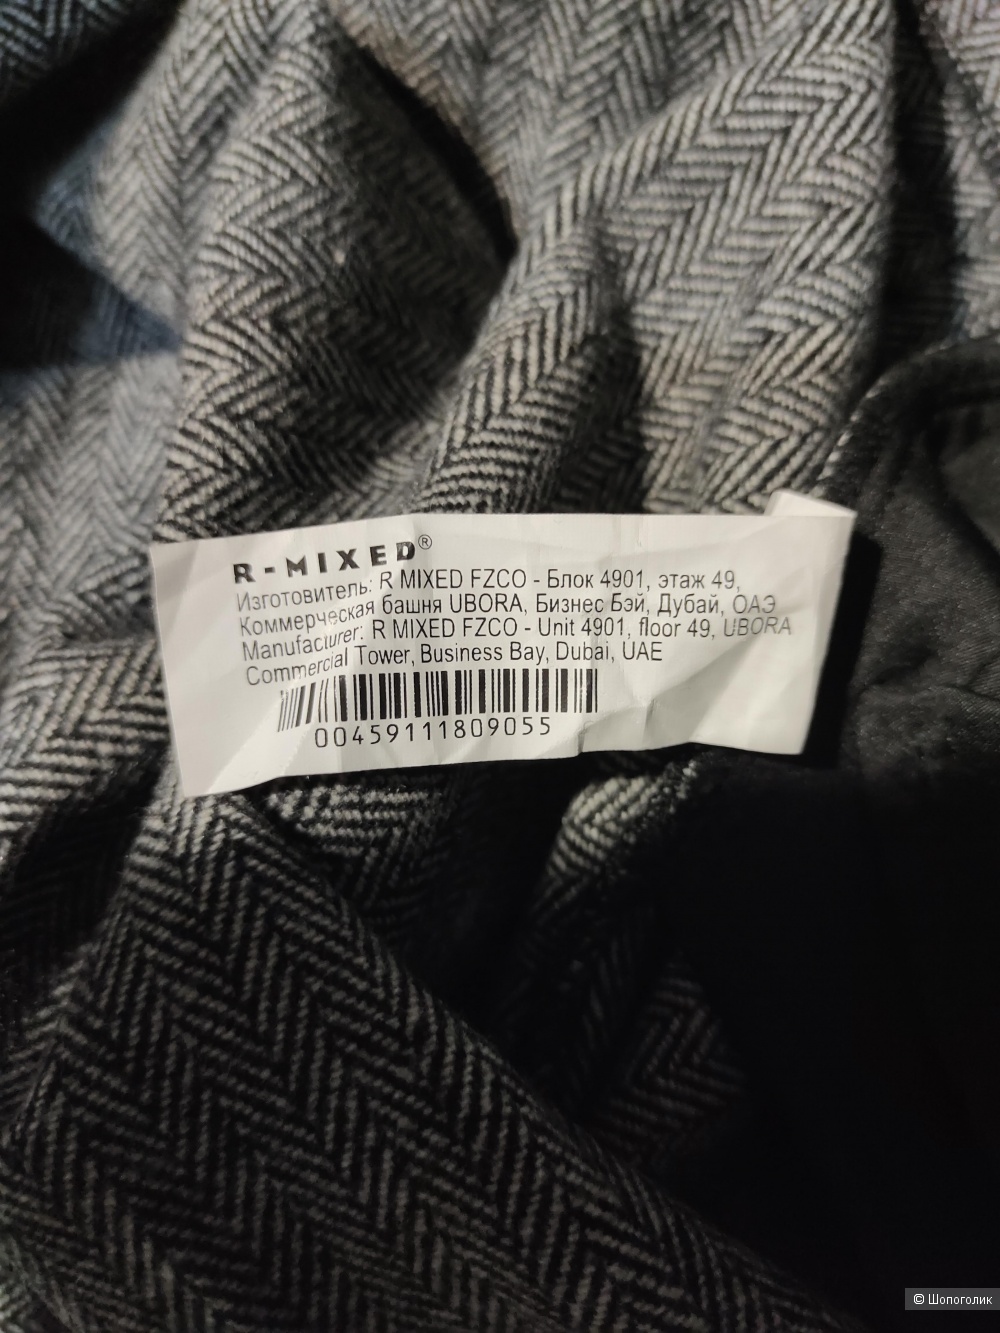 R-MIXED®
Изготовитель: R MIXED FZCO - Блок 4901, этаж 49,
Коммерческая башня UBORA, Бизнес Бэй, Дубай, ОАЭ
Manufacturer: R MIXED FZCO - Unit 4901, floor 49, UBORA
Commercial Tower, Business Bay, Dubai, UAE
00459111809055
© Шопоголик